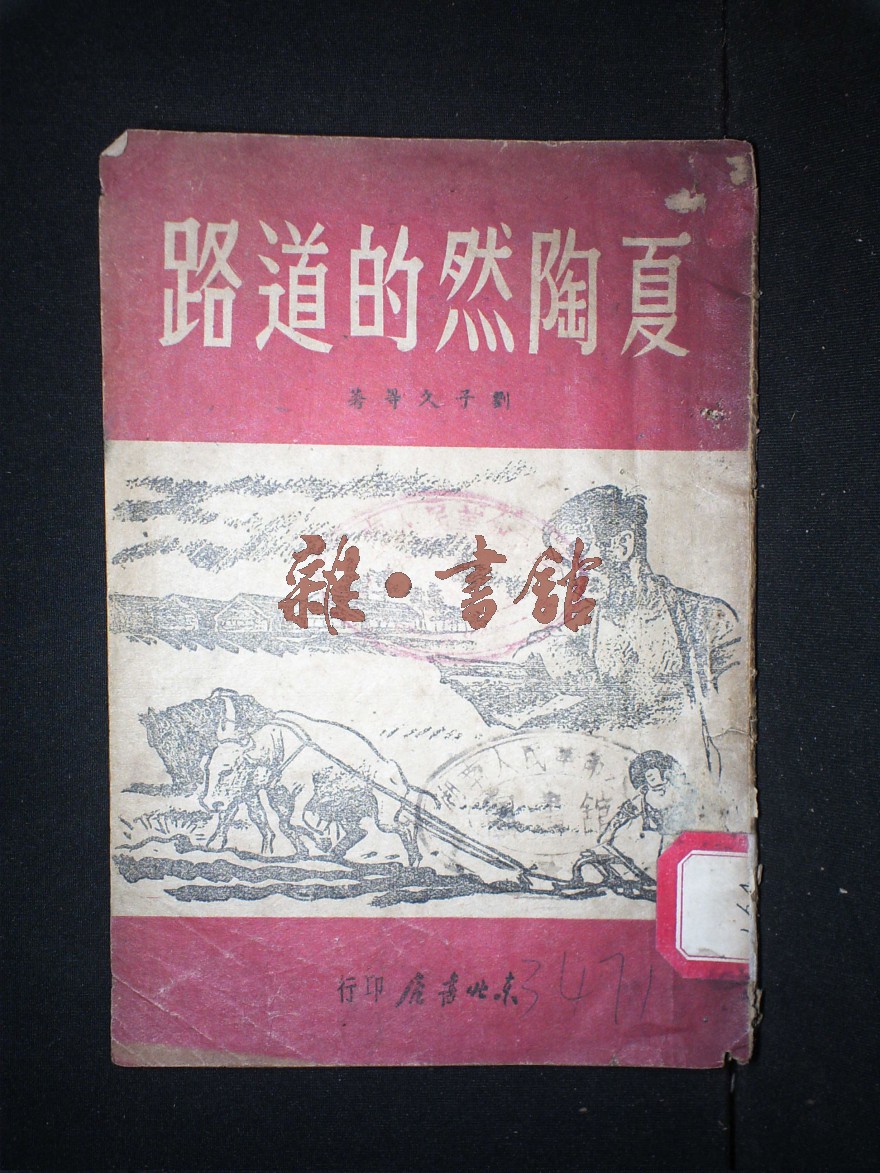 夏陶然的道路
劉子久等著
雜·書館
東北書店印行
3471